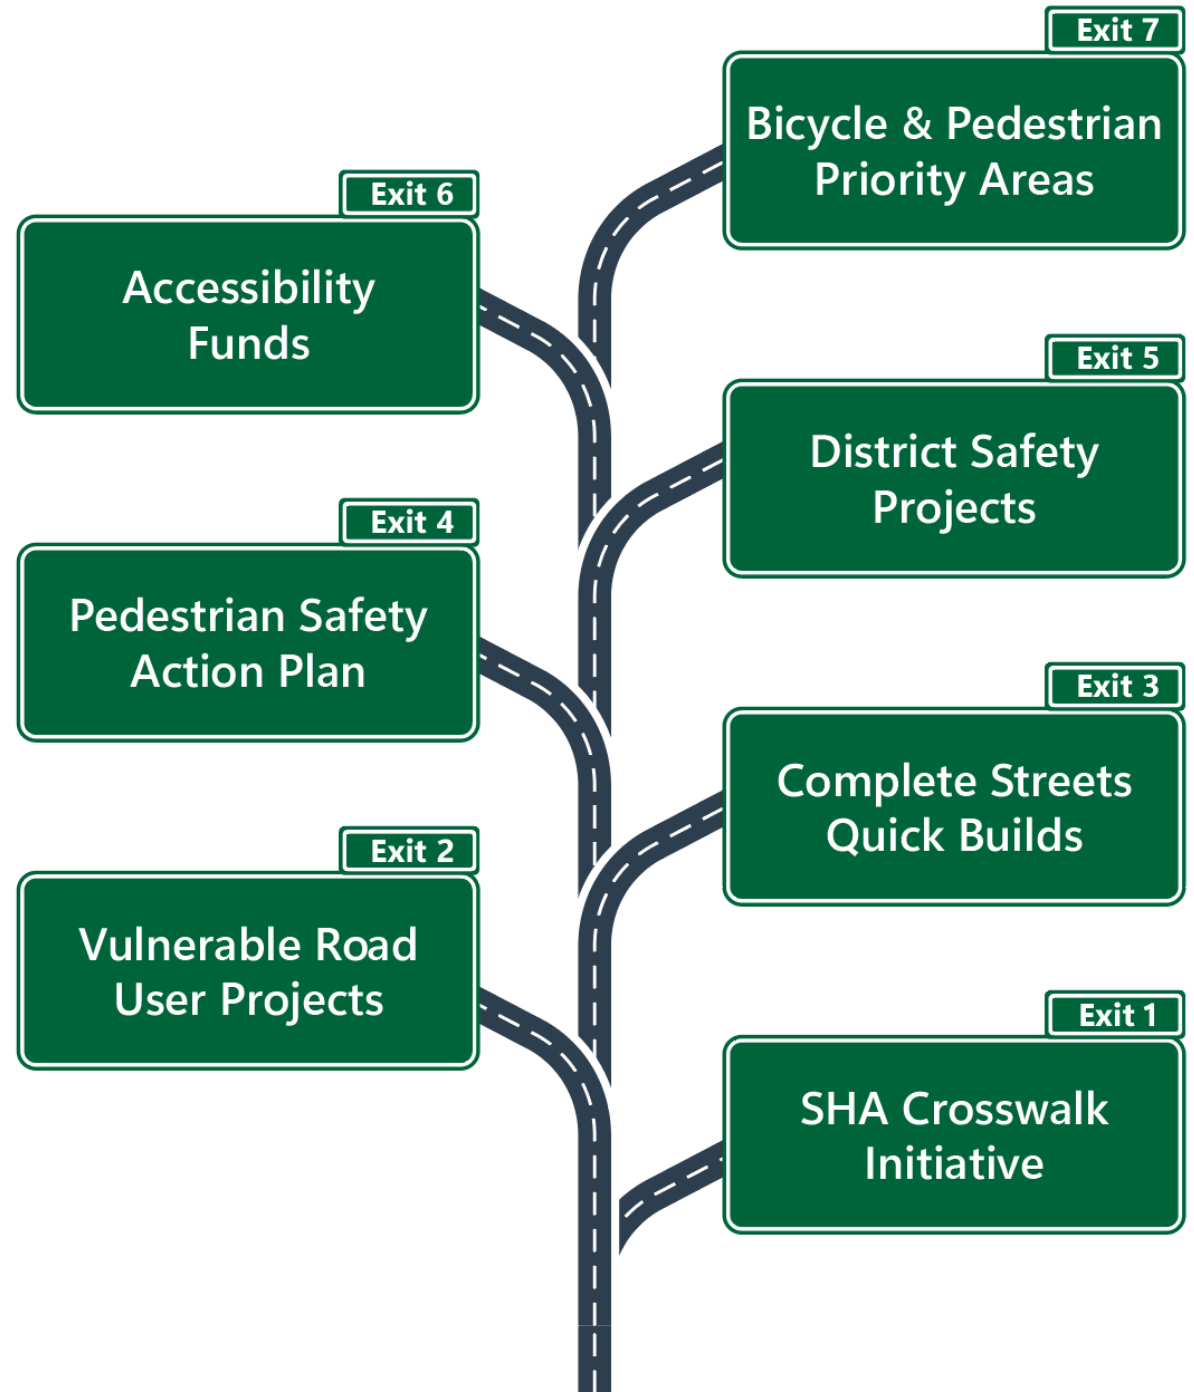 Exit 7
Bicycle & Pedestrian
Priority Areas
Exit 6
Accessibility
Funds
Exit 5
District Safety
Projects
Exit 4
Pedestrian Safety
Action Plan
Exit 3
Complete Streets
Quick Builds
Exit 2
Vulnerable Road
User Projects
Exit 1
SHA Crosswalk
Initiative